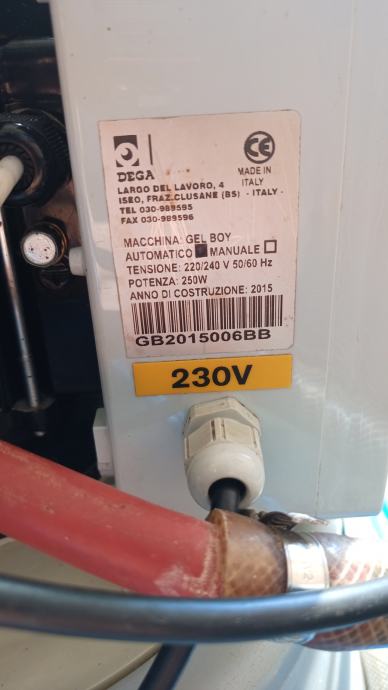 DEGA
CE
MADE IN
ITALY
LARGO DEL LAVORO, 4
ISEO, FRAZ.CLUSANE (BS) - ITALY -
TEL 030-989595
FAX 030-989596
MACCHINA: GEL BOY
AUTOMATICO MANUALE
TENSIONE: 220/240 V 50/60 Hz
POTENZA: 250W
ANNO DI COSTRUZIONE: 2015
GB2015006BB
230V